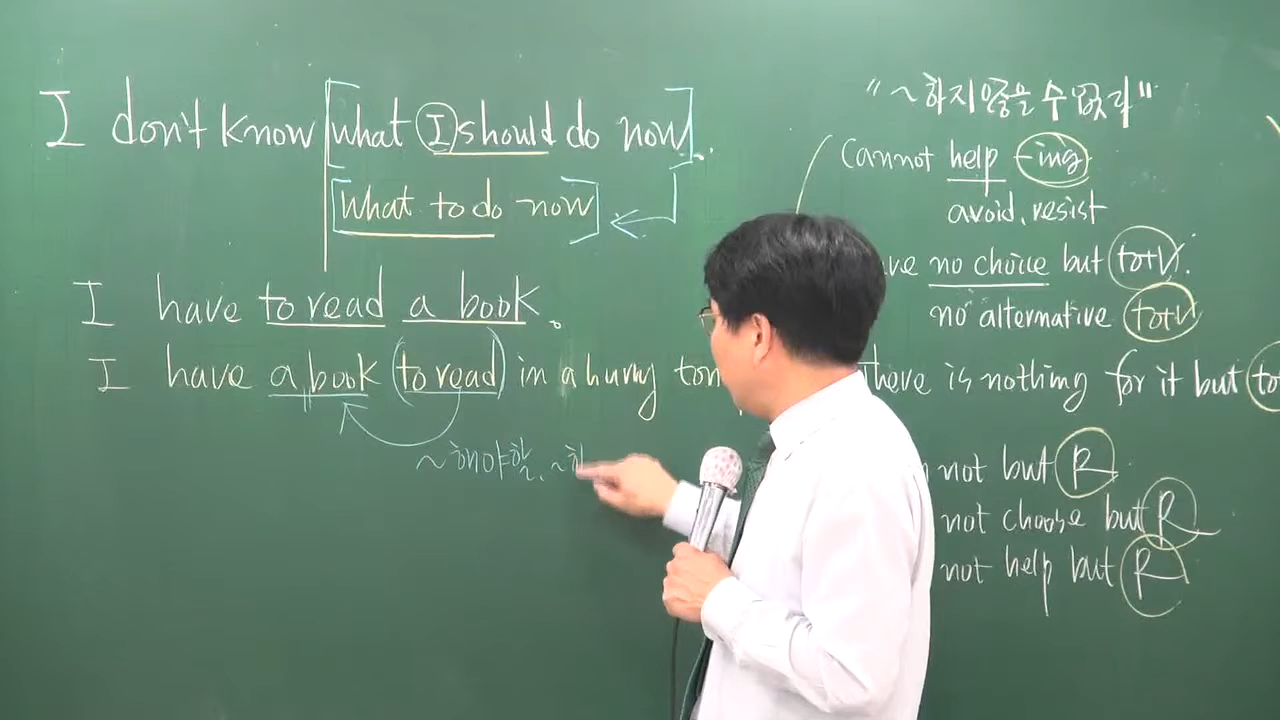 I don't know [what I should do now].
[what to do now]
I have to read a book.
I have a book (to read) in a hurry
~해야 할, ~할
"~하지 않을 수 없다"
cannot help -ing
avoid, resist
no choice but to+V.
no alternative to+V
There is nothing for it but to
not but R
not choose but R
not help but R